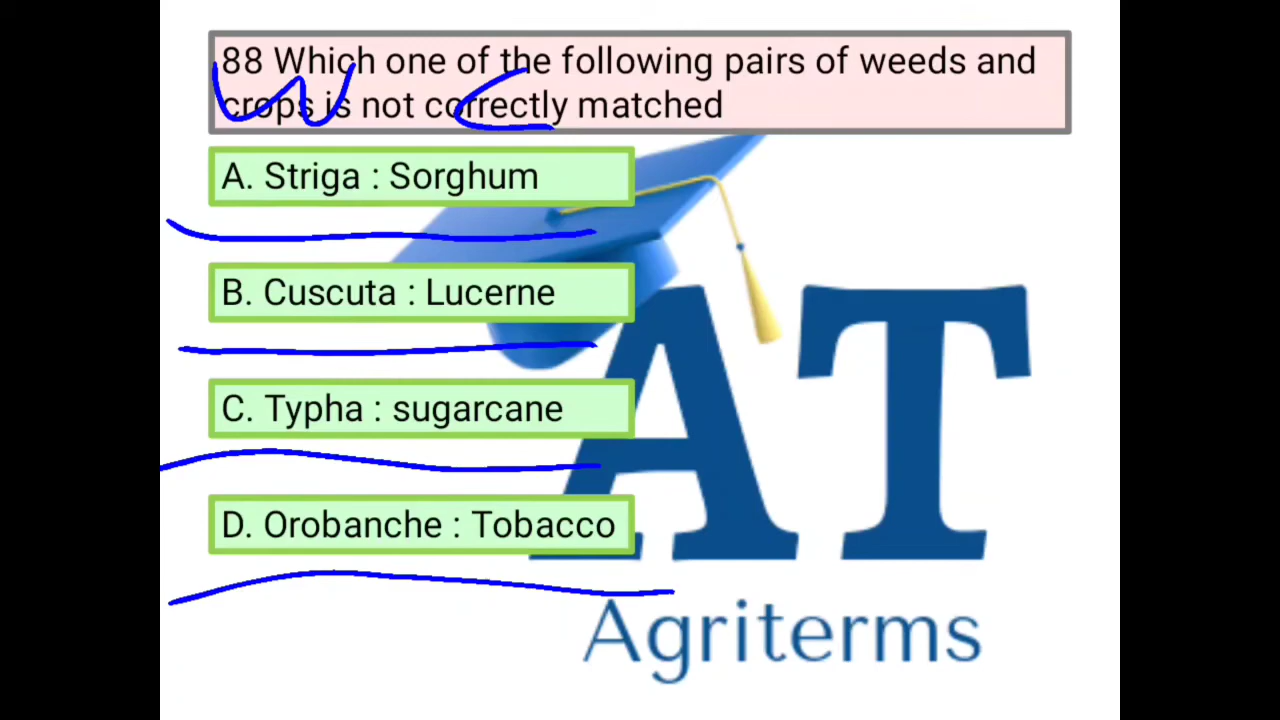 88 Which one of the following pairs of weeds and
crops is not correctly matched
A. Striga : Sorghum
B. Cuscuta : Lucerne
C. Typha : sugarcane
D. Orobanche : Tobacco
AT
Agriterms
W C